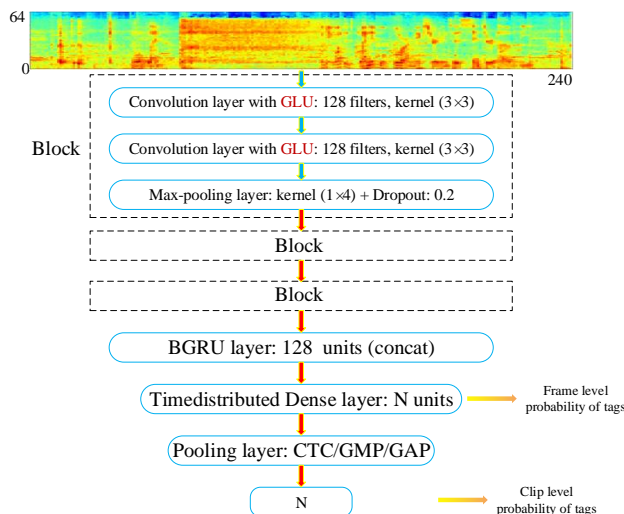 64
0
240
Block
Convolution layer with GLU: 128 filters, kernel (3×3)
Convolution layer with GLU: 128 filters, kernel (3×3)
Max-pooling layer: kernel (1×4) + Dropout: 0.2
Block
Block
BGRU layer: 128 units (concat)
Timedistributed Dense layer: N units
Frame level
probability of tags
Pooling layer: CTC/GMP/GAP
N
Clip level
probability of tags